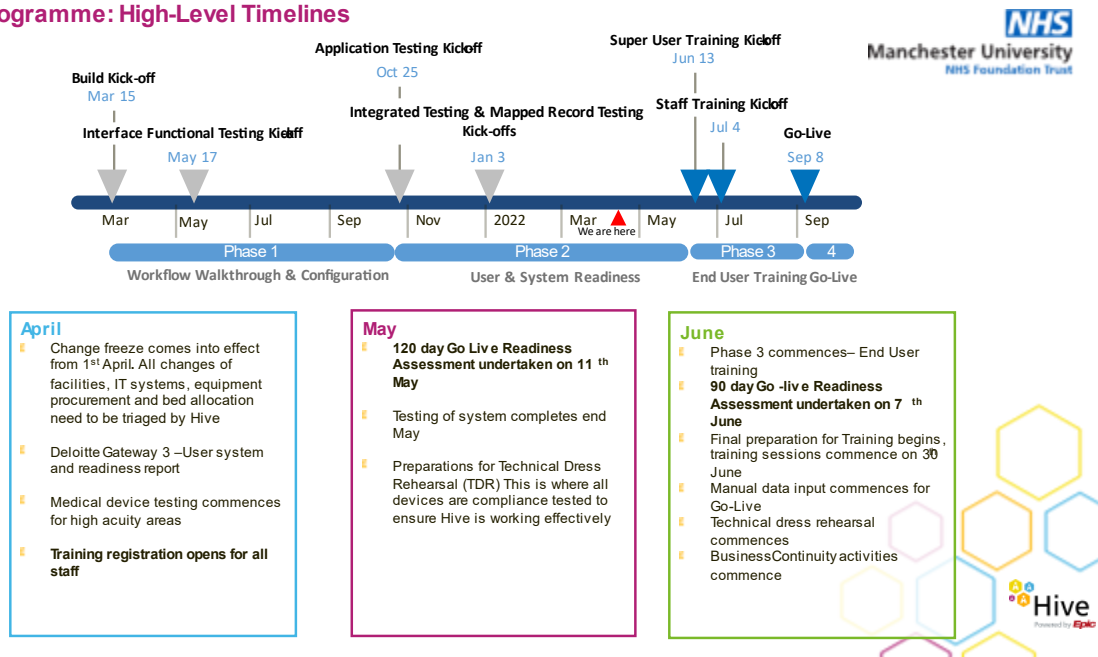 ogramme: High-Level Timelines
NHS
Manchester University
NHS Foundation Trust
Build Kick-off
Mar 15
Interface Functional Testing Kickoff
May 17
Application Testing Kickoff
Oct 25
Integrated Testing & Mapped Record Testing
Kick-offs
Jan 3
Super User Training Kickoff
Jun 13
Staff Training Kickoff
Jul 4
Go-Live
Sep 8
Mar
May
Jul
Sep
Nov
2022
Mar
May
Jul
Sep
We are here
Phase 1
Phase 2
Phase 3
4
Workflow Walkthrough & Configuration
User & System Readiness
End User Training
Go-Live
April
Change freeze comes into effect
from 1st April. All changes of
facilities, IT systems, equipment
procurement and bed allocation
need to be triaged by Hive
Deloitte Gateway 3 –User system
and readiness report
Medical device testing commences
for high acuity areas
Training registration opens for all
staff
May
120 day Go Live Readiness
Assessment undertaken on 11 th
May
Testing of system completes end
May
Preparations for Technical Dress
Rehearsal (TDR) This is where all
devices are compliance tested to
ensure Hive is working effectively
June
Phase 3 commences– End User
training
90 day Go -live Readiness
Assessment undertaken on 7 th
June
Final preparation for Training begins,
training sessions commence on 30th
June
Manual data input commences for
Go-Live
Technical dress rehearsal
commences
Business Continuity activities
commence
Hive
Powered by Epic